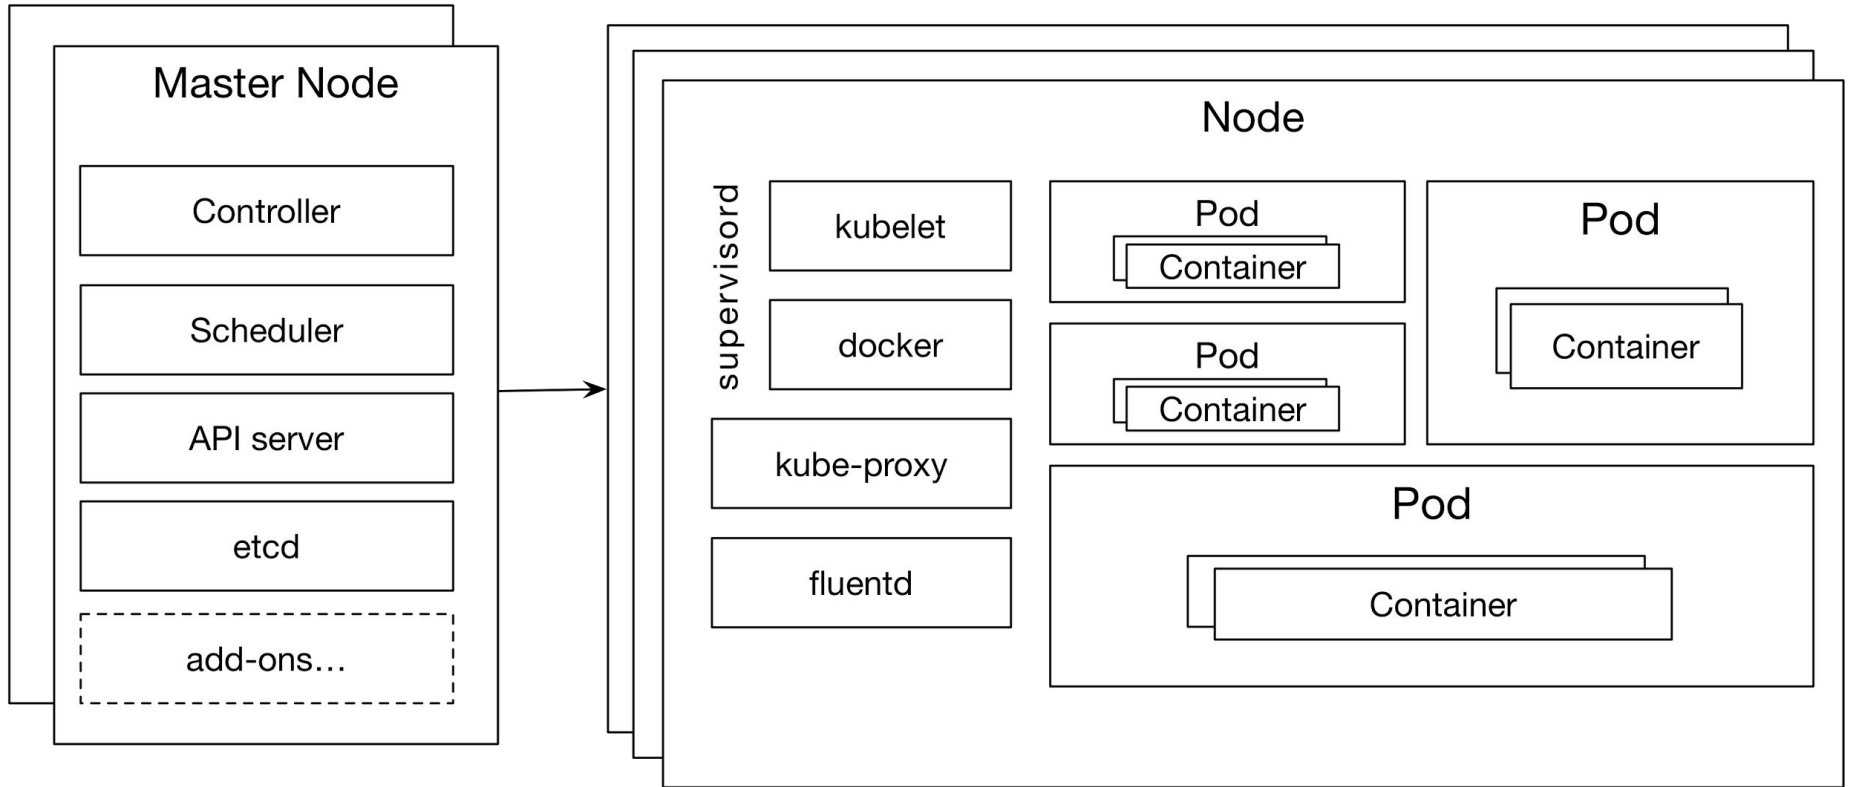 Master Node
Controller
Scheduler
API server
etcd
add-ons…
Node
supervisord
kubelet
docker
kube-proxy
fluentd
Pod
Container
Pod
Container
Pod
Container
Pod
Container